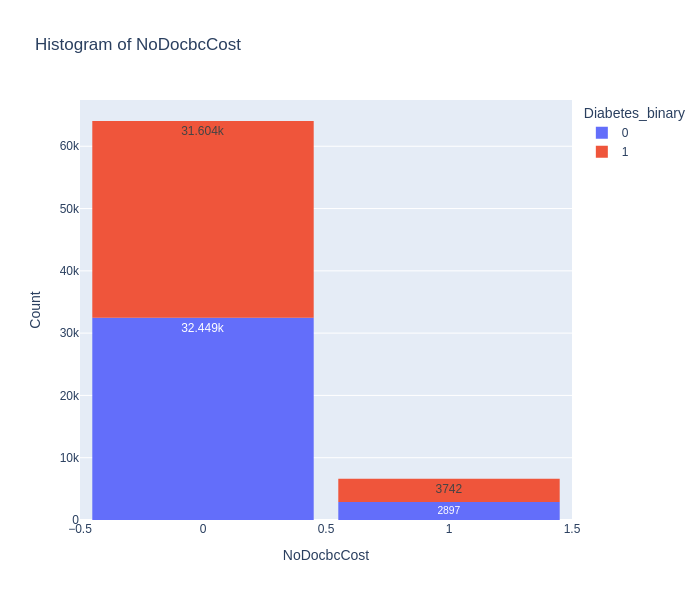 Histogram of NoDocbcCost
Diabetes_binary
0
1
31.604k
32.449k
3742
2897
60k
50k
40k
30k
20k
10k
0
Count
−0.5
0
0.5
1
1.5
NoDocbcCost